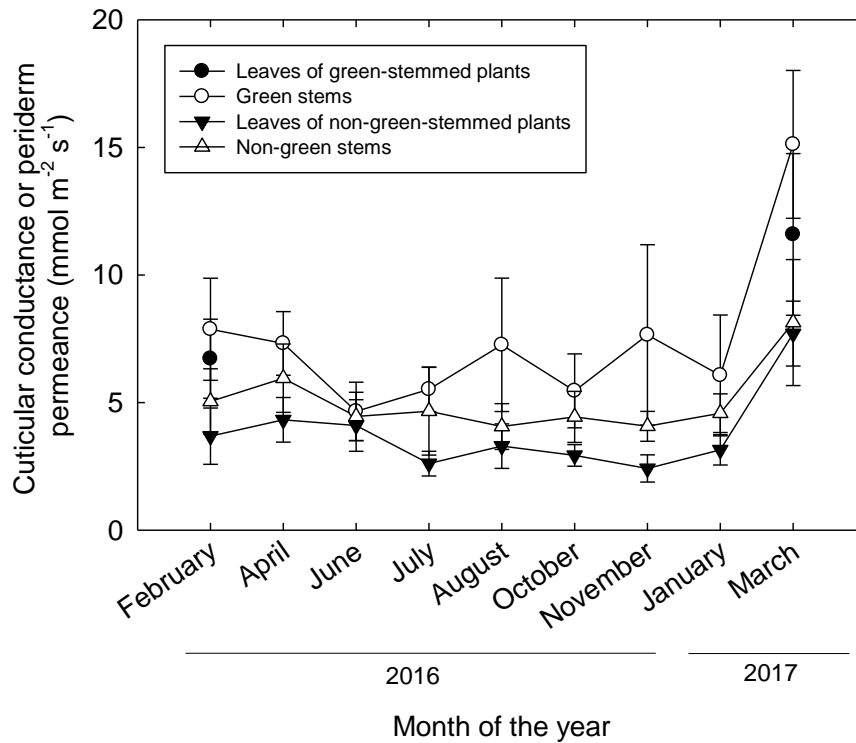 20
15
10
5
0
Cuticular conductance or periderm
permeance (mmol m-2 s-1)
Leaves of green-stemmed plants
Green stems
Leaves of non-green-stemmed plants
Non-green stems
February
April
June
July
August
October
November
January
March
2016
2017
Month of the year